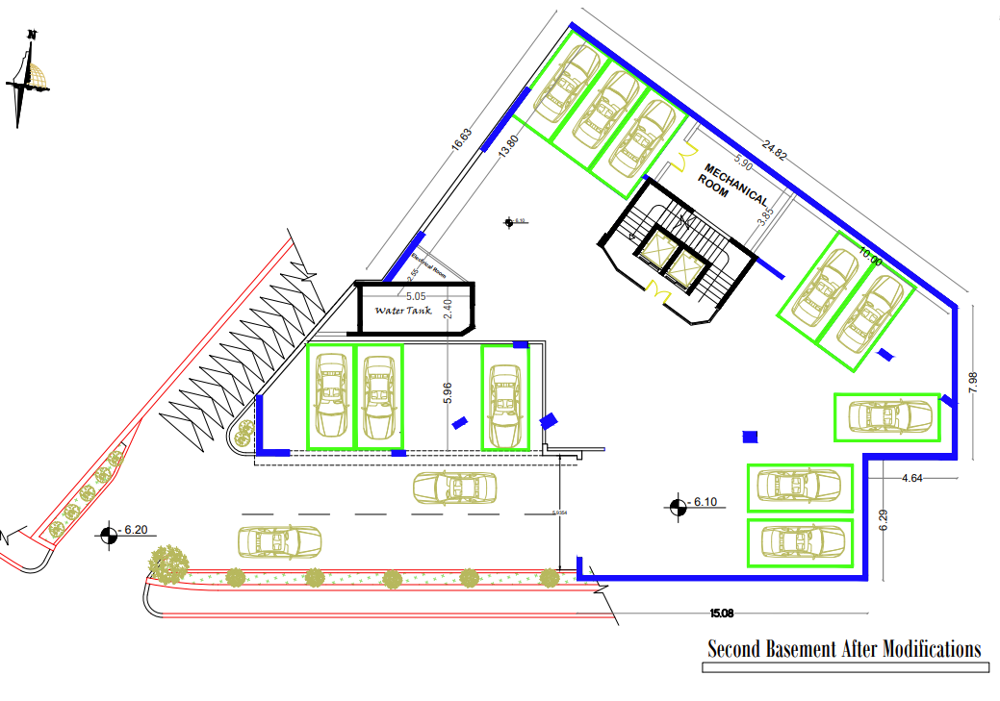 N
24.82
16.63
13.80
5.90
MECHANICAL
ROOM
3.85
- 6.10
10.00
Electrical Room
2.55
5.05
Water Tank
2.40
7.98
5.96
4.64
- 6.10
6.29
- 6.20
15.08
Second Basement After Modifications